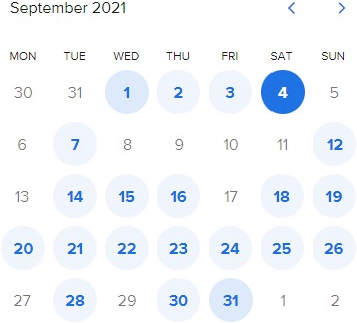 September 2021
MON TUE WED THU FRI SAT SUN
30 31 1 2 3 4 5
6 7 8 9 10 11 12
13 14 15 16 17 18 19
20 21 22 23 24 25 26
27 28 29 30 31 1 2